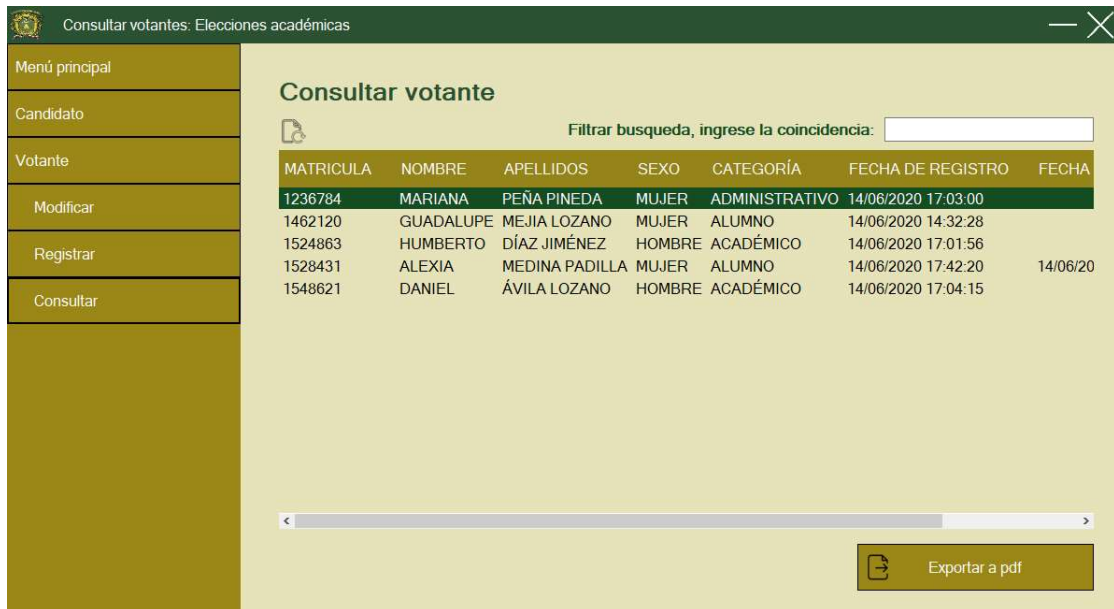 Consultar votantes: Elecciones académicas
Menú principal
Candidato
Votante
Modificar
Registrar
Consultar
Consultar votante
Filtrar busqueda, ingrese la coincidencia:
MATRICULA NOMBRE APELLIDOS SEXO CATEGORÍA FECHA DE REGISTRO FECHA
1236784 MARIANA PEÑA PINEDA MUJER ADMINISTRATIVO 14/06/2020 17:03:00
1462120 GUADALUPE MEJIA LOZANO MUJER ALUMNO 14/06/2020 14:32:28
1524863 HUMBERTO DÍAZ JIMÉNEZ HOMBRE ACADÉMICO 14/06/2020 17:01:56
1528431 ALEXIA MEDINA PADILLA MUJER ALUMNO 14/06/2020 17:42:20 14/06/20
1548621 DANIEL ÁVILA LOZANO HOMBRE ACADÉMICO 14/06/2020 17:04:15
Exportar a pdf